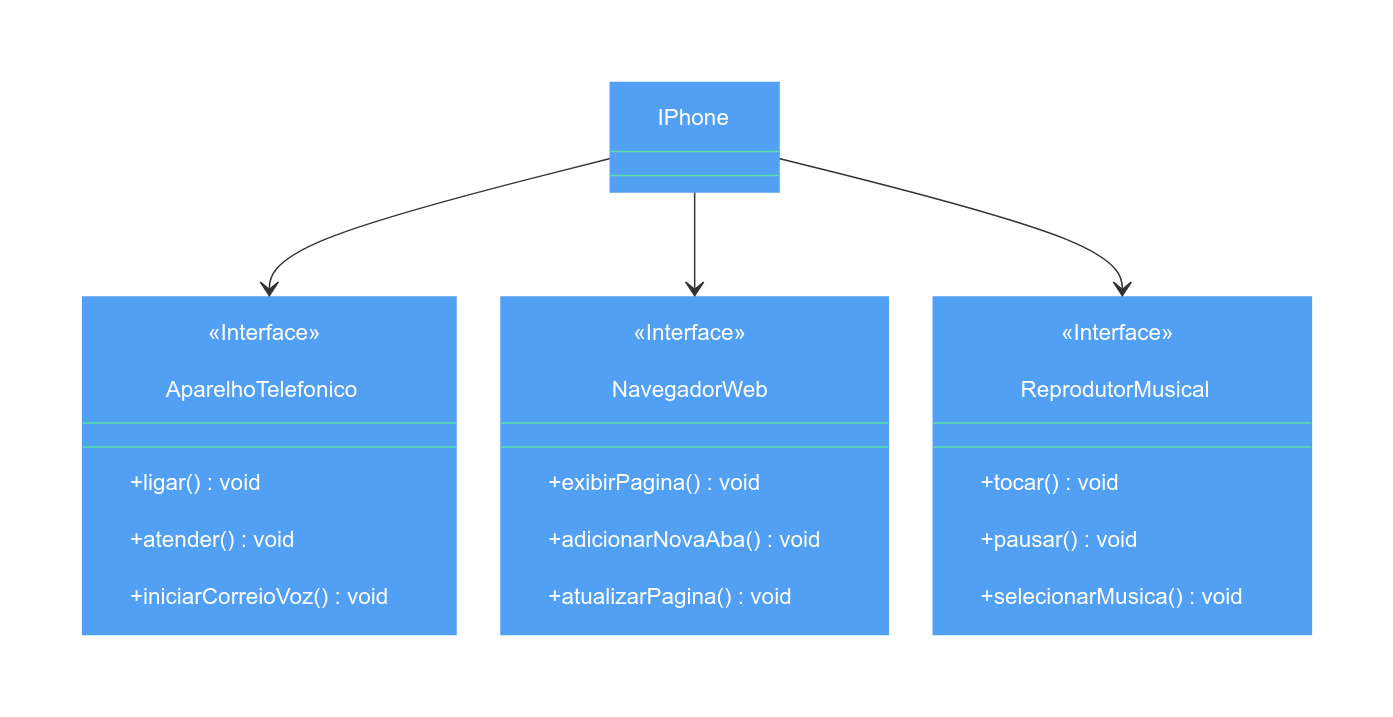 IPhone
«Interface»
AparelhoTelefonico
+ligar() : void
+atender() : void
+iniciarCorreioVoz() : void
«Interface»
NavegadorWeb
+exibirPagina() : void
+adicionarNovaAba() : void
+atualizarPagina() : void
«Interface»
ReprodutorMusical
+tocar() : void
+pausar() : void
+selecionarMusica() : void